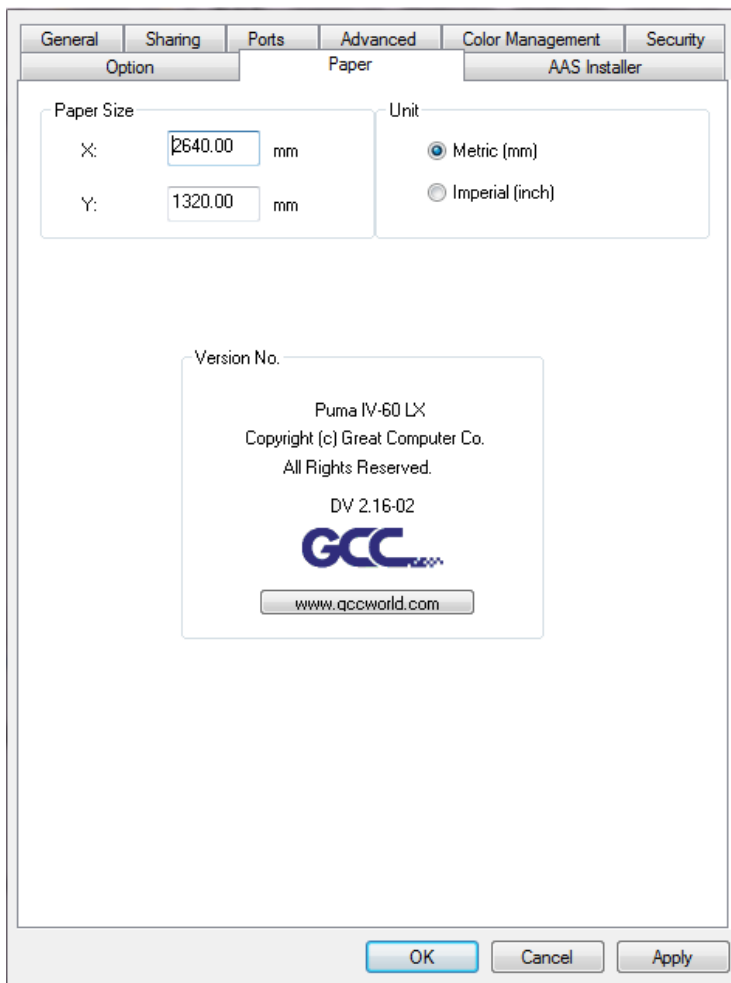 General Sharing Ports Advanced Color Management Security
Option Paper AAS Installer
Paper Size
X: 2640.00 mm
Y: 1320.00 mm
Unit
Metric (mm)
Imperial (inch)
Version No.
Puma IV-60 LX
Copyright (c) Great Computer Co.
All Rights Reserved.
DV 2.16-02
GCC
www.gccworld.com
OK Cancel Apply